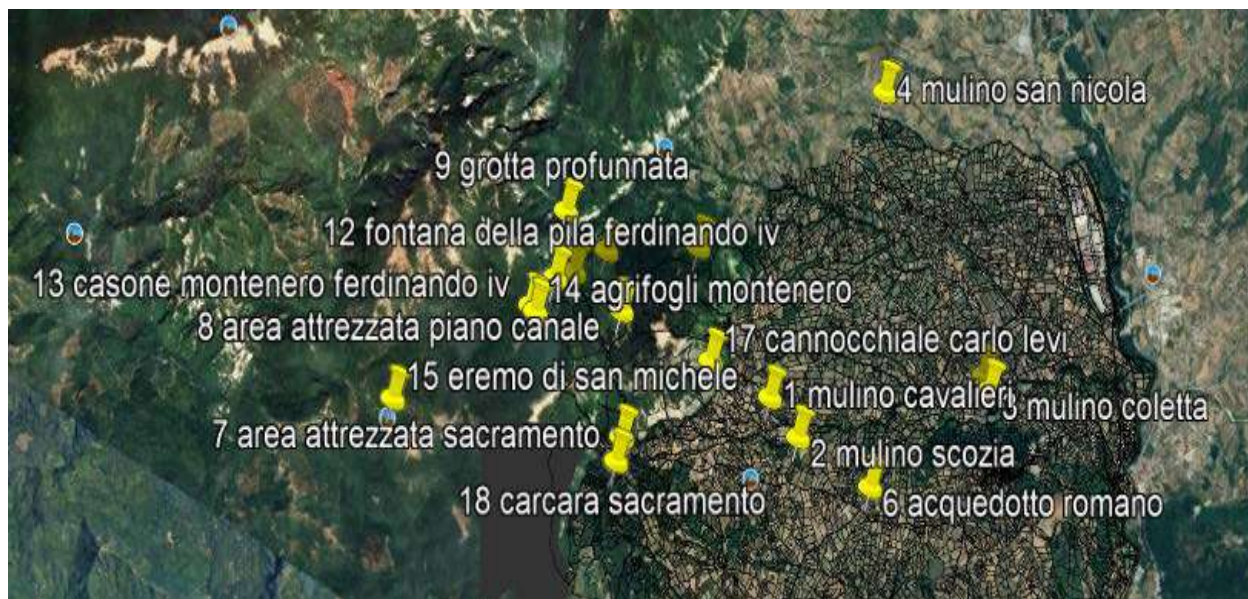 4 mulino san nicola
9 grotta profunnata
12 fontana della pila ferdinando iv
13 casone montenero ferdinando iv
14 agrifogli montenero
8 area attrezzata piano canale
17 cannocchiale carlo levi
15 eremo di san michele
1 mulino cavalieri
3 mulino coletta
7 area attrezzata sacramento
2 mulino scozia
18 carcara sacramento
6 acquedotto romano